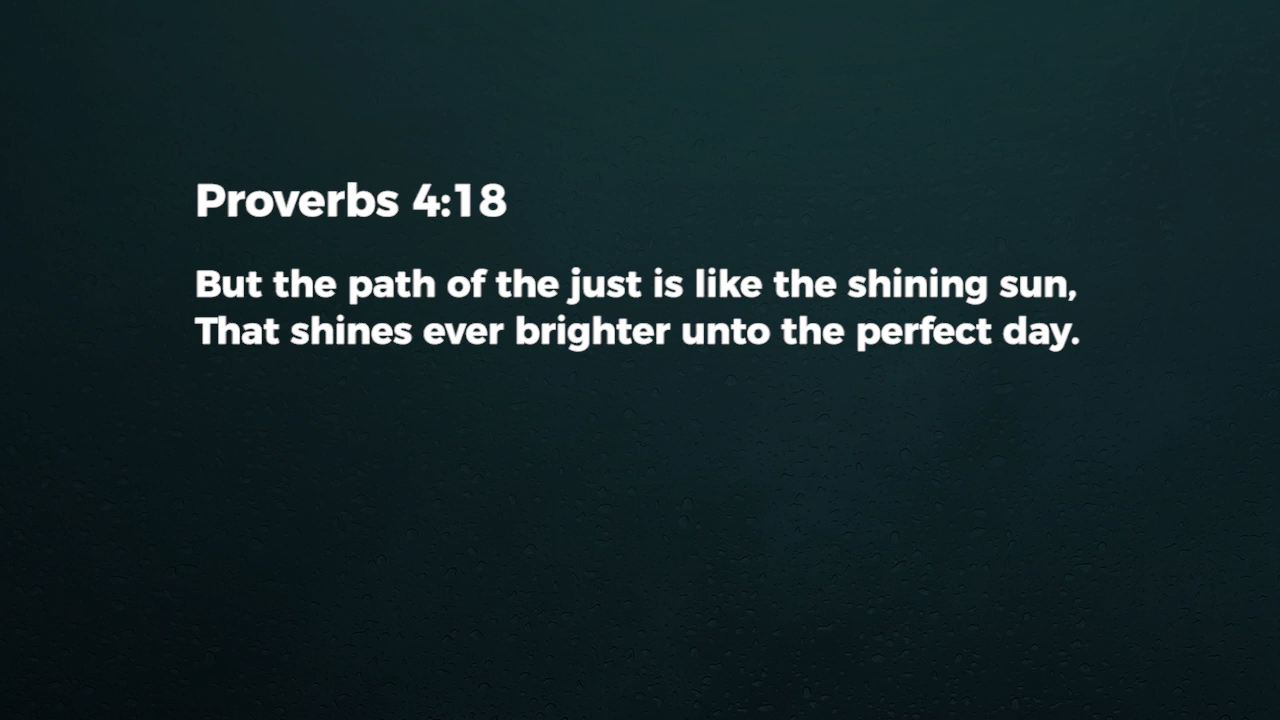 Proverbs 4:18
But the path of the just is like the shining sun,
That shines ever brighter unto the perfect day.